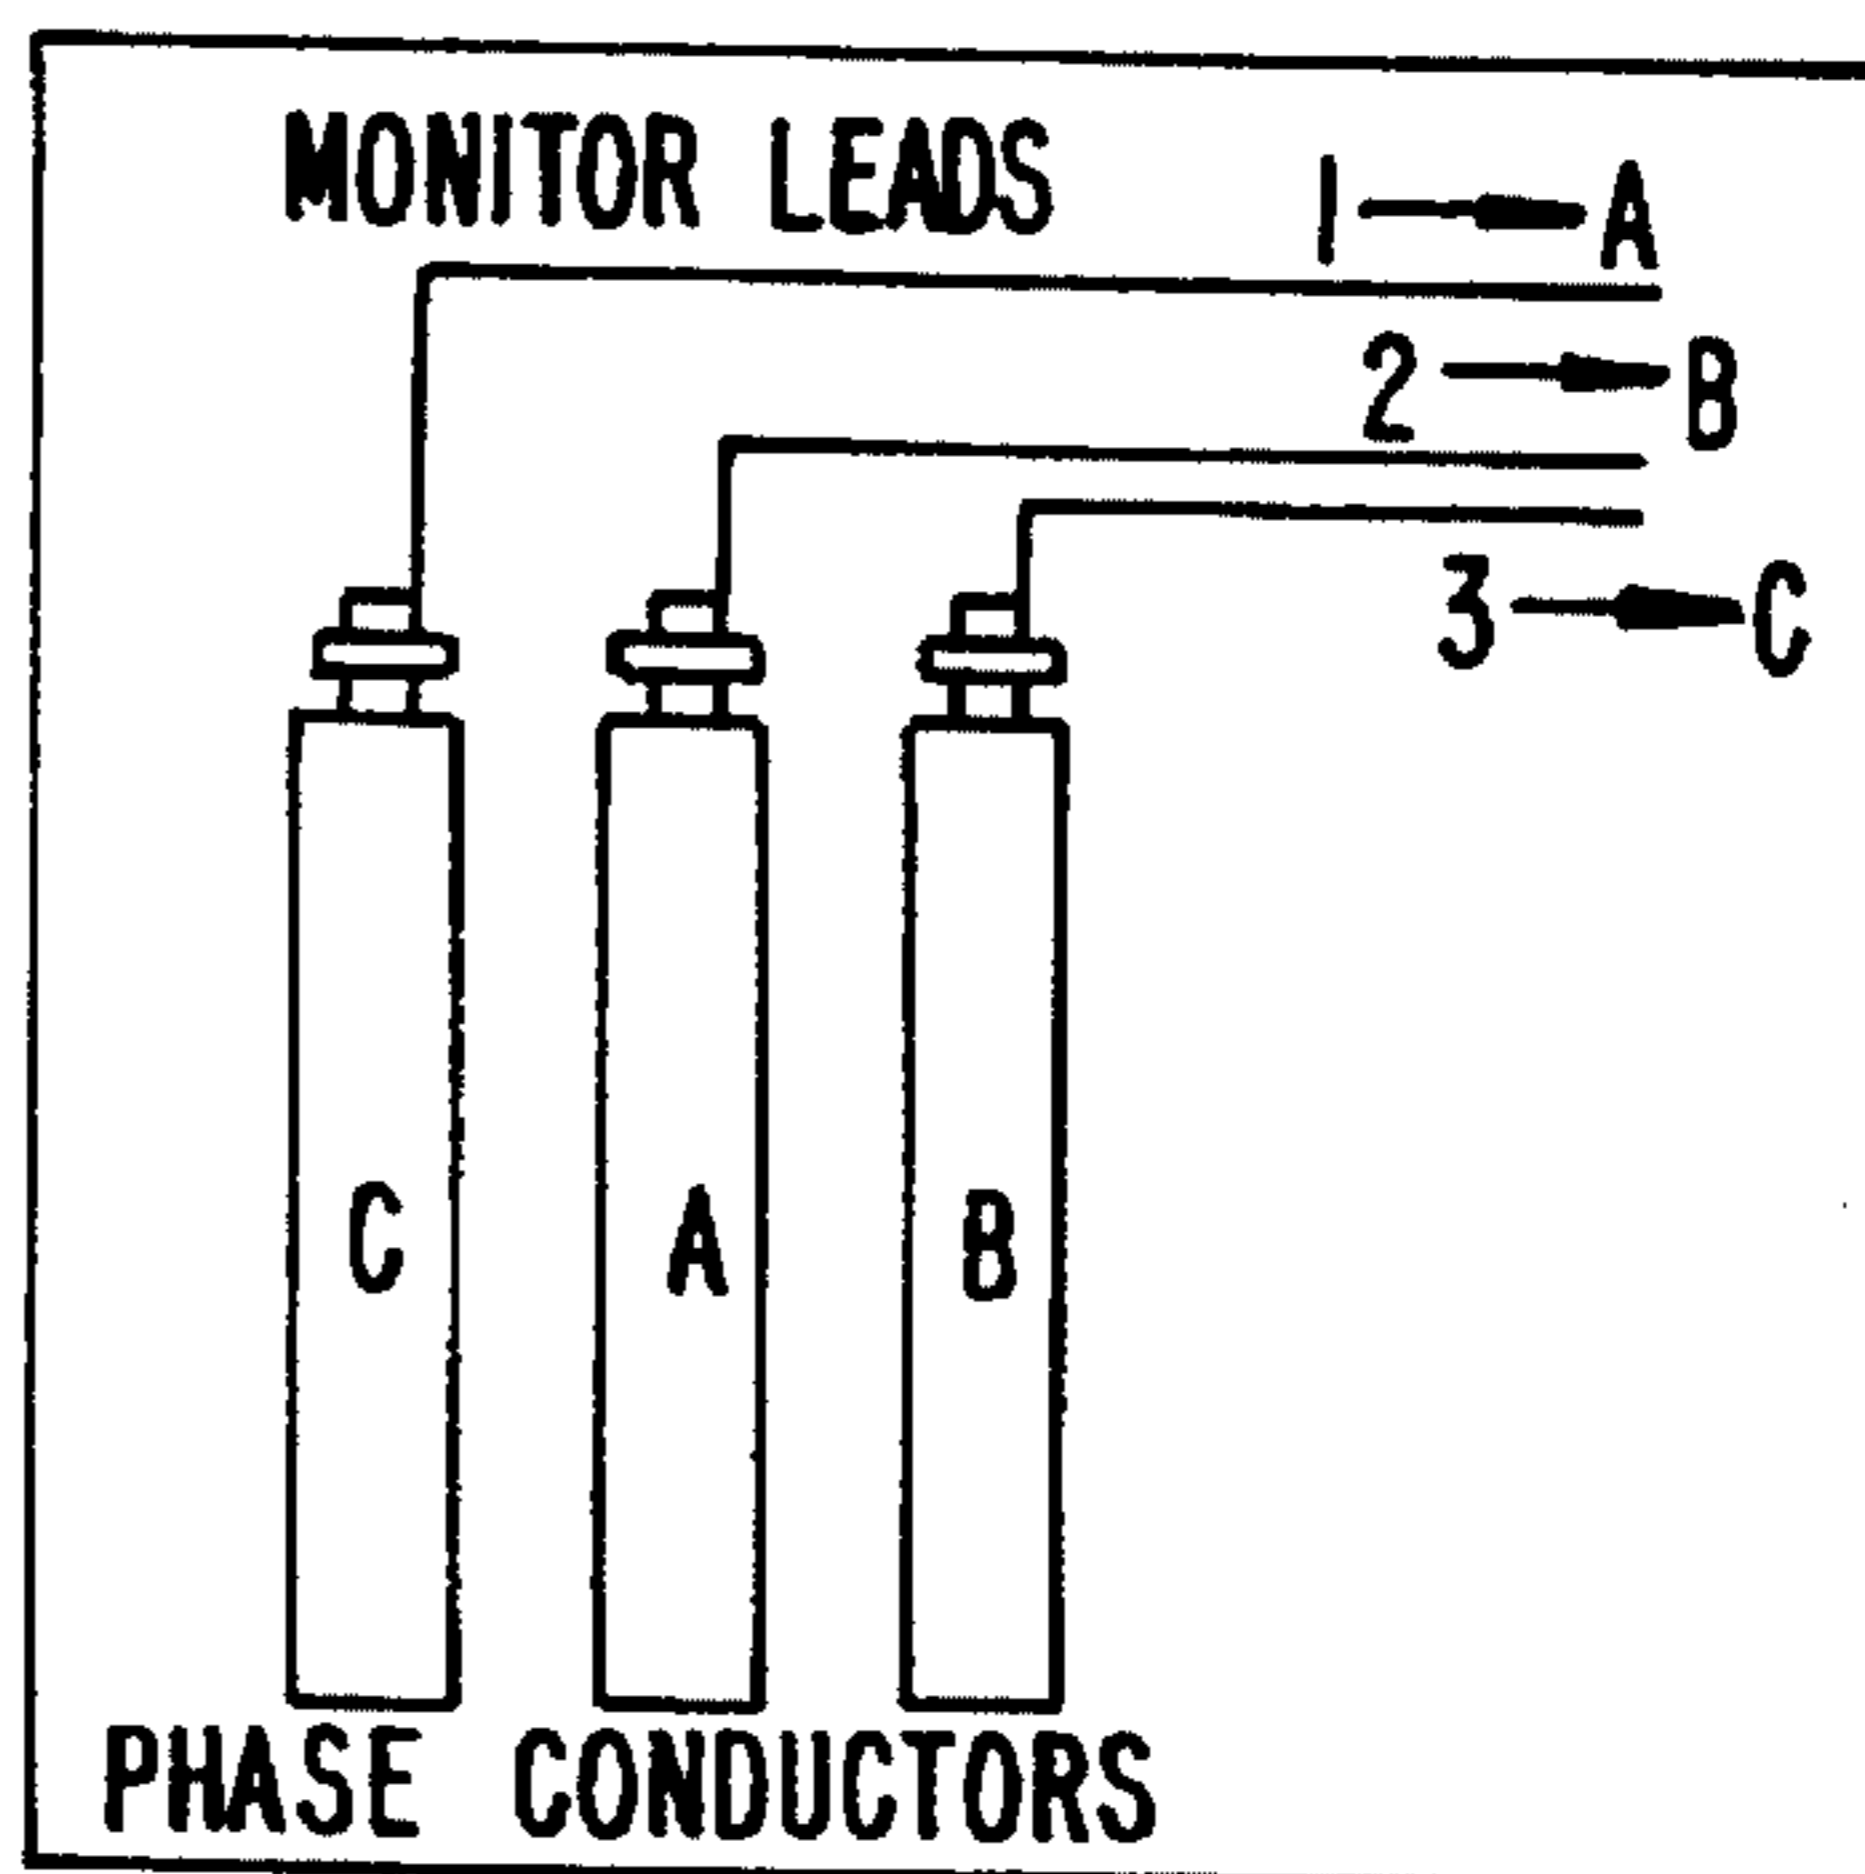 MONITOR LEADS
1 → A
2 → B
3 → C
C A B
PHASE CONDUCTORS